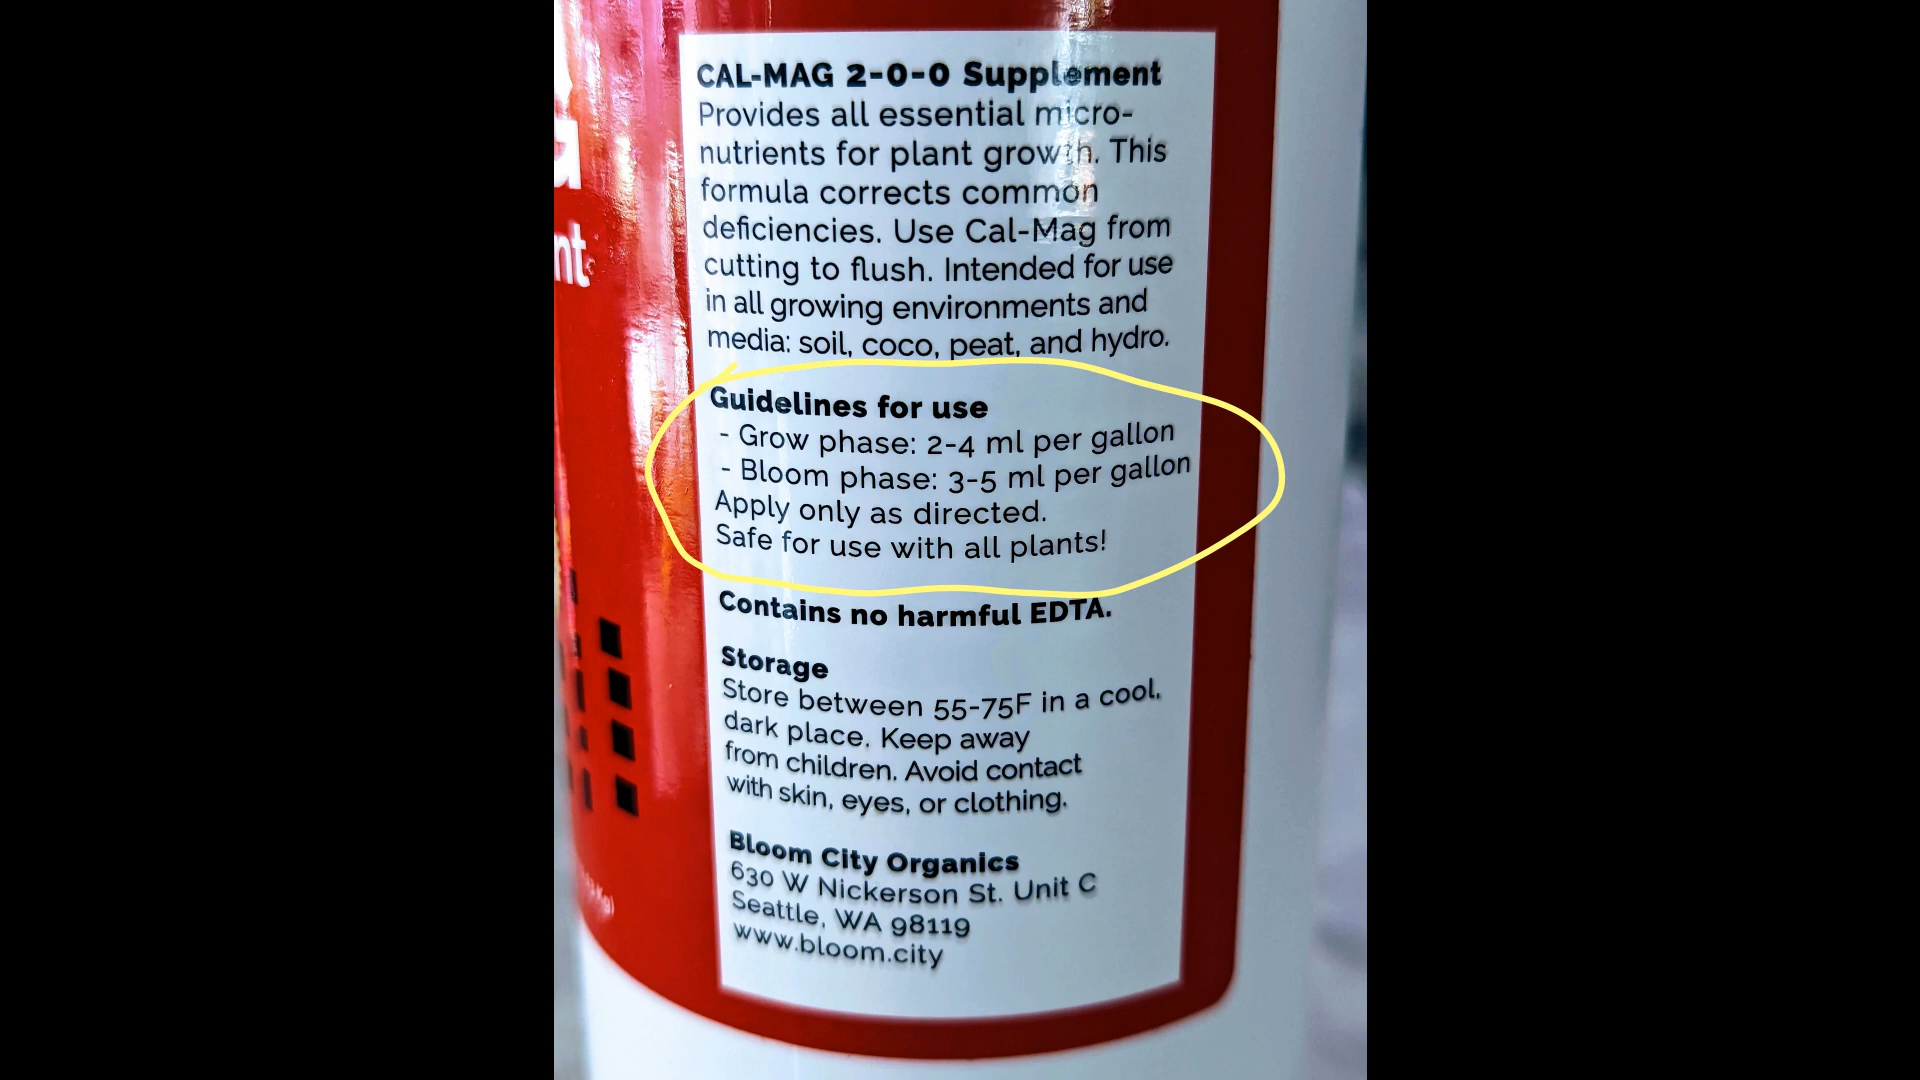 CAL-MAG 2-0-0 Supplement
Provides all essential micro-
nutrients for plant growth. This
formula corrects common
deficiencies. Use Cal-Mag from
cutting to flush. Intended for use
in all growing environments and
media: soil, coco, peat, and hydro.
Guidelines for use
- Grow phase: 2-4 ml per gallon
- Bloom phase: 3-5 ml per gallon
Apply only as directed.
Safe for use with all plants!
Contains no harmful EDTA.
Storage
Store between 55-75F in a cool,
dark place. Keep away
from children. Avoid contact
with skin, eyes, or clothing.
Bloom City Organics
630 W Nickerson St. Unit C
Seattle, WA 98119
www.bloom.city